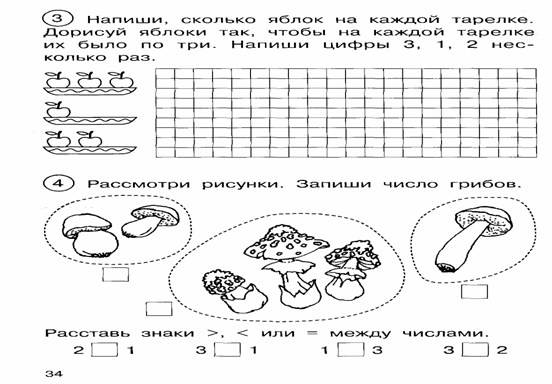 3 Напиши, сколько яблок на каждой тарелке.
Дорисуй яблоки так, чтобы на каждой тарелке
их было по три. Напиши цифры 3, 1, 2 нес-
колько раз.
4 Рассмотри рисунки. Запиши число грибов.
Расставь знаки >, < или = между числами.
2 1 3 1 1 3 3 2
34